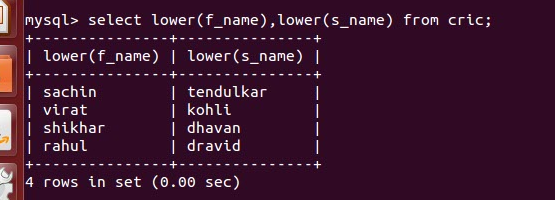 mysql> select lower(f_name),lower(s_name) from cric;
+---------------+---------------+
| lower(f_name) | lower(s_name) |
+---------------+---------------+
| sachin        | tendulkar     |
| virat         | kohli         |
| shikhar       | dhavan        |
| rahul         | dravid        |
+---------------+---------------+
4 rows in set (0.00 sec)